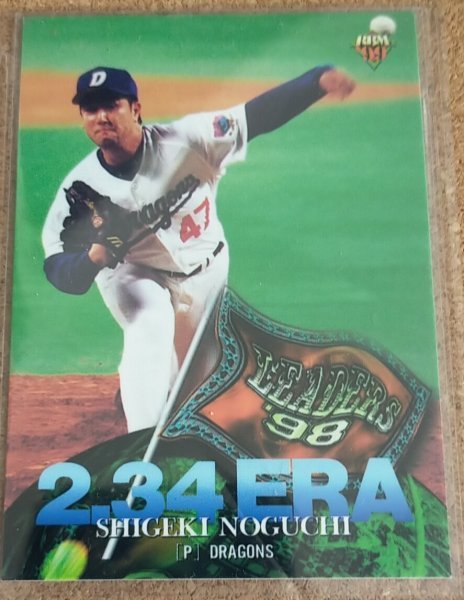 BBM
'99
D
Dragons
47
LEADERS
'98
2.34 ERA
SHIGEKI NOGUCHI
[P] DRAGONS